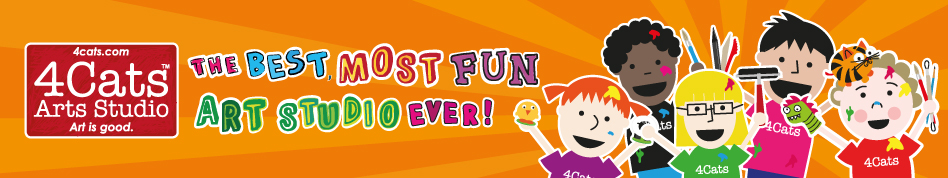 4cats.com
4Cats™
Arts Studio
Art is good.
THE BEST, MOST FUN
ART STUDIO EVER!
4Cats
4Cats
4Cats
4Cats
4Cats